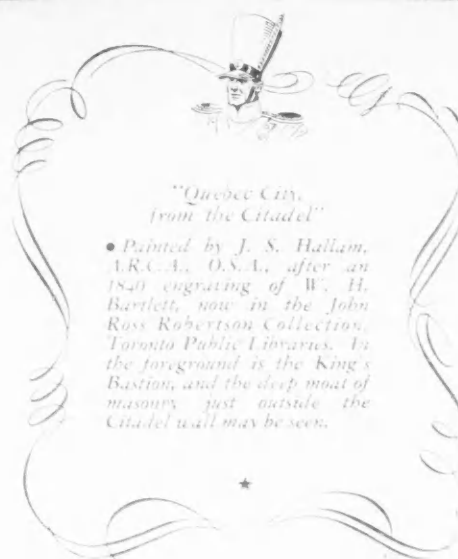 "Quebec City,
from the Citadel"
• Painted by J. S. Hallam,
A.R.C.A., O.S.A., after an
1840 engraving of W. H.
Bartlett, now in the John
Ross Robertson Collection,
Toronto Public Libraries. In
the foreground is the King's
Bastion, and the deep moat of
masonry just outside the
Citadel wall may be seen.